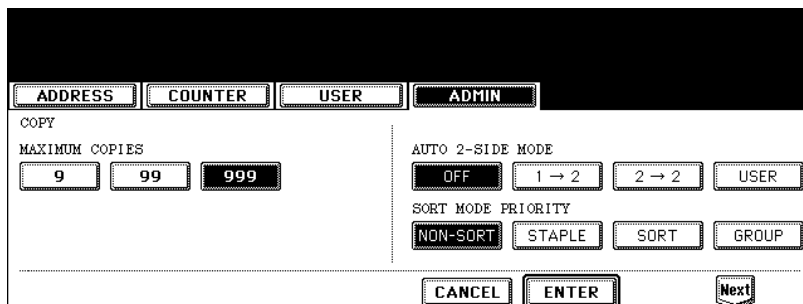 ADDRESS COUNTER USER ADMIN
COPY
MAXIMUM COPIES
9 99 999
AUTO 2-SIDE MODE
OFF 1 → 2 2 → 2 USER
SORT MODE PRIORITY
NON-SORT STAPLE SORT GROUP
CANCEL ENTER Next